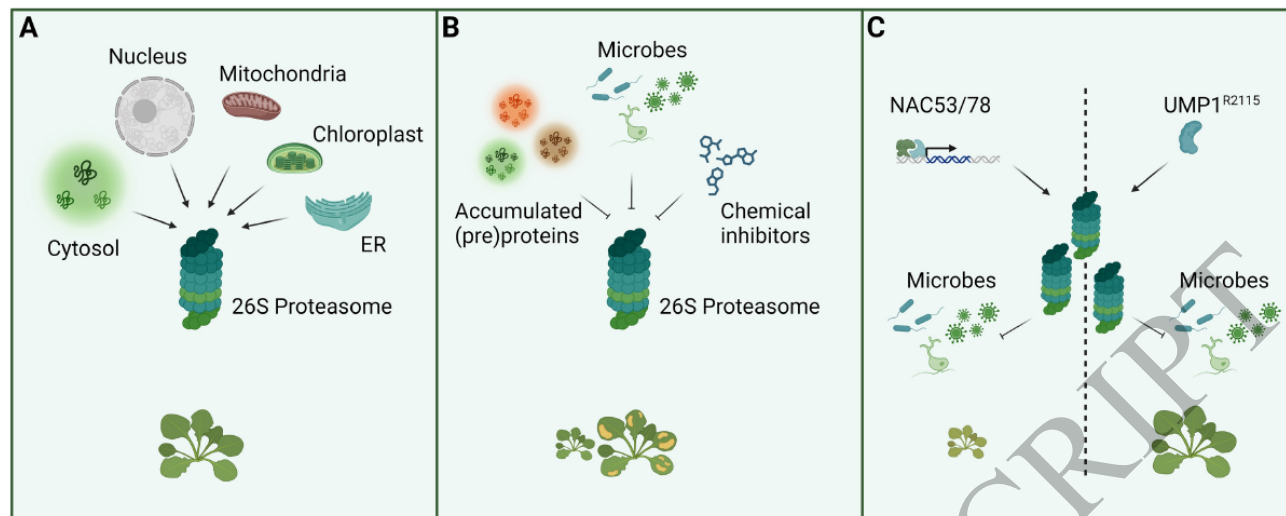 A
Nucleus
Mitochondria
Chloroplast
Cytosol
ER
26S Proteasome
B
Microbes
Accumulated
(pre)proteins
Chemical
inhibitors
26S Proteasome
C
NAC53/78
UMP1R2115
Microbes
Microbes
CRIPT